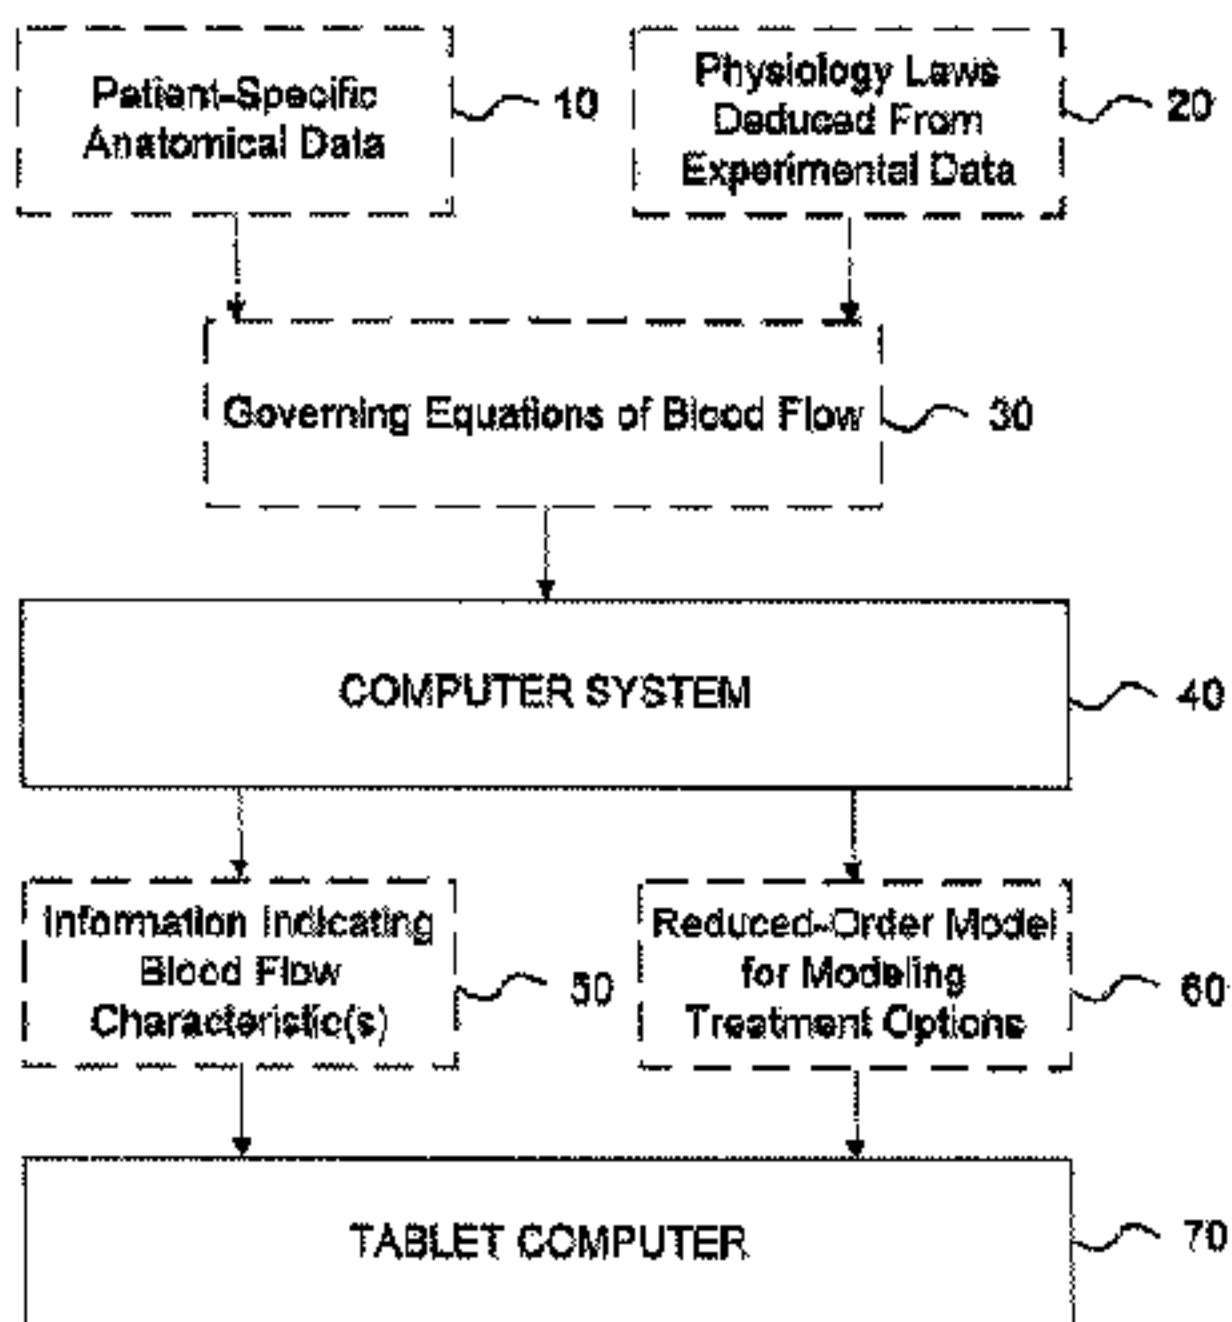 Patient-Specific
Anatomical Data
10
Physiology Laws
Deduced From
Experimental Data
20
Governing Equations of Blood Flow
30
COMPUTER SYSTEM
40
Information Indicating
Blood Flow
Characteristic(s)
50
Reduced-Order Model
for Modeling
Treatment Options
60
TABLET COMPUTER
70